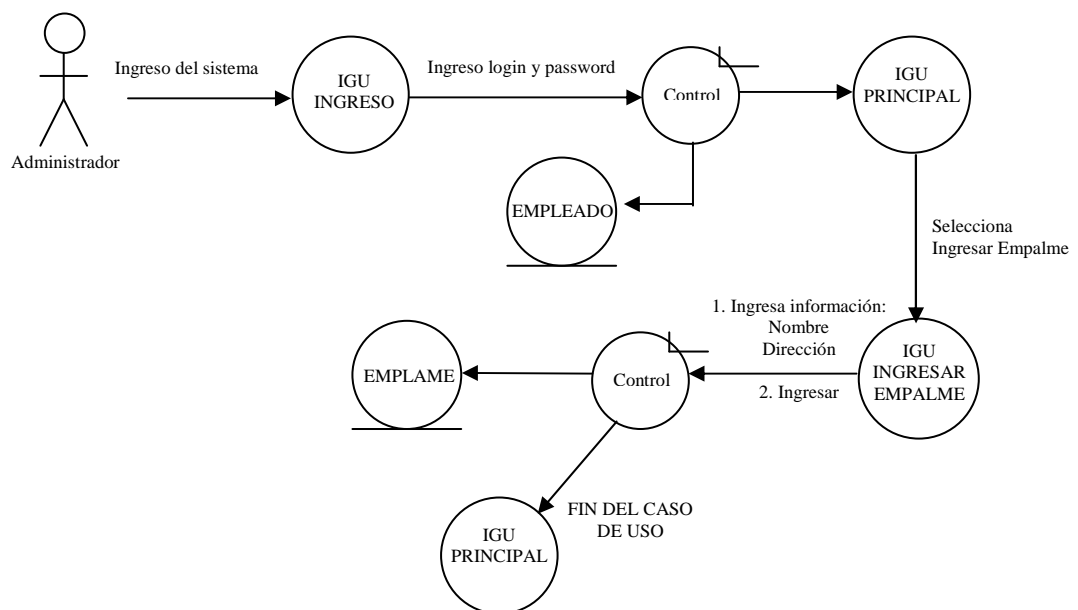 Administrador
Ingreso del sistema
IGU
INGRESO
Ingreso login y password
Control
IGU
PRINCIPAL
EMPLEADO
Selecciona
Ingresar Empalme
IGU
INGRESAR
EMPALME
1. Ingresa información:
Nombre
Dirección
2. Ingresar
Control
EMPLAME
FIN DEL CASO
DE USO
IGU
PRINCIPAL